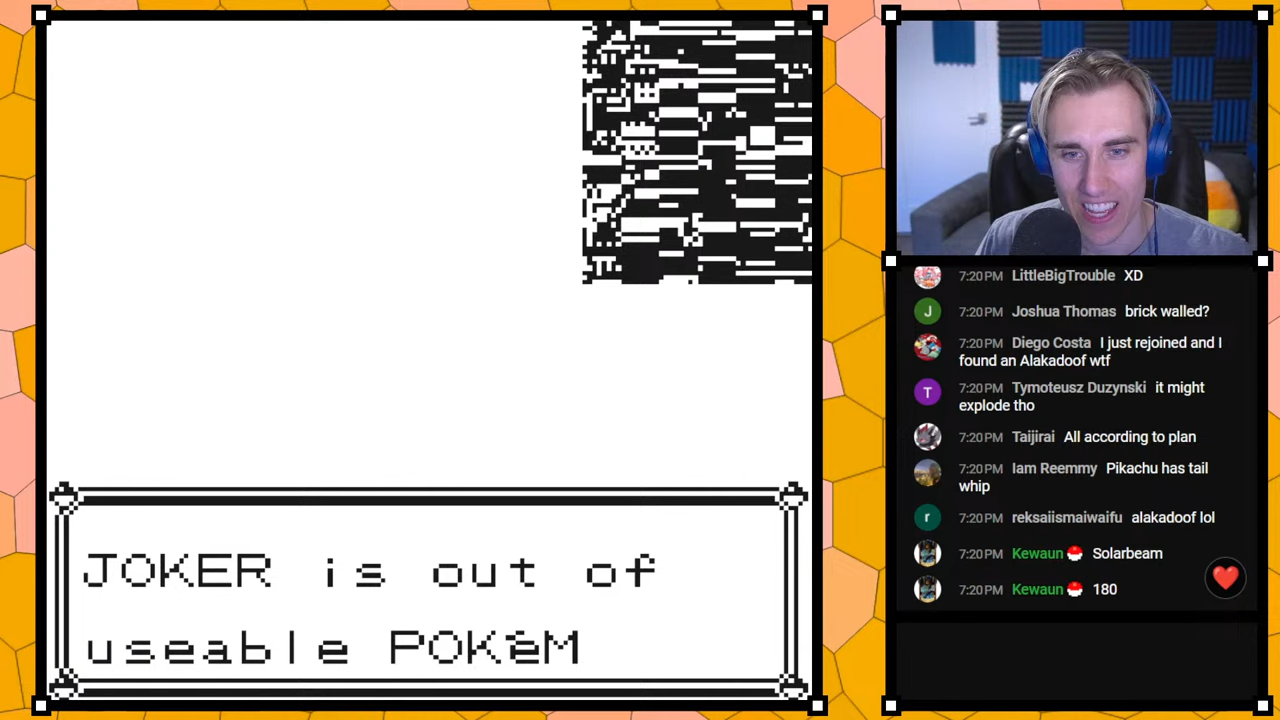 JOKER is out of
useable POKéM
7:20 PM LittleBigTrouble XD
J
7:20 PM Joshua Thomas brick walled?
7:20 PM Diego Costa I just rejoined and I
found an Alakadoof wtf
T
7:20 PM Tymoteusz Duzynski it might
explode tho
7:20 PM Taijirai All according to plan
7:20 PM Iam Reemmy Pikachu has tail
whip
r
7:20 PM reksaiismaiwaifu alakadoof lol
7:20 PM Kewaun Solarbeam
7:20 PM Kewaun 180